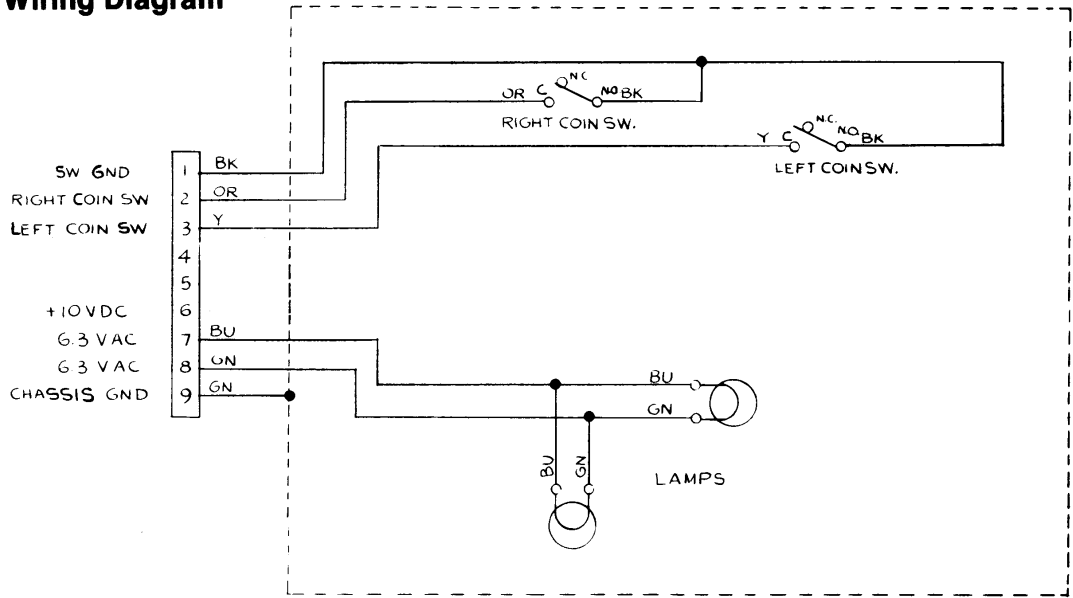 Wiring Diagram
OR C N.C. N.O. BK
RIGHT COIN SW.
Y C N.C. N.O. BK
LEFT COIN SW.
SW GND 1 BK
RIGHT COIN SW 2 OR
LEFT COIN SW 3 Y
4
5
+10VDC 6
6.3 VAC 7 BU
6.3 VAC 8 GN
CHASSIS GND 9 GN
BU
GN
BU GN
LAMPS